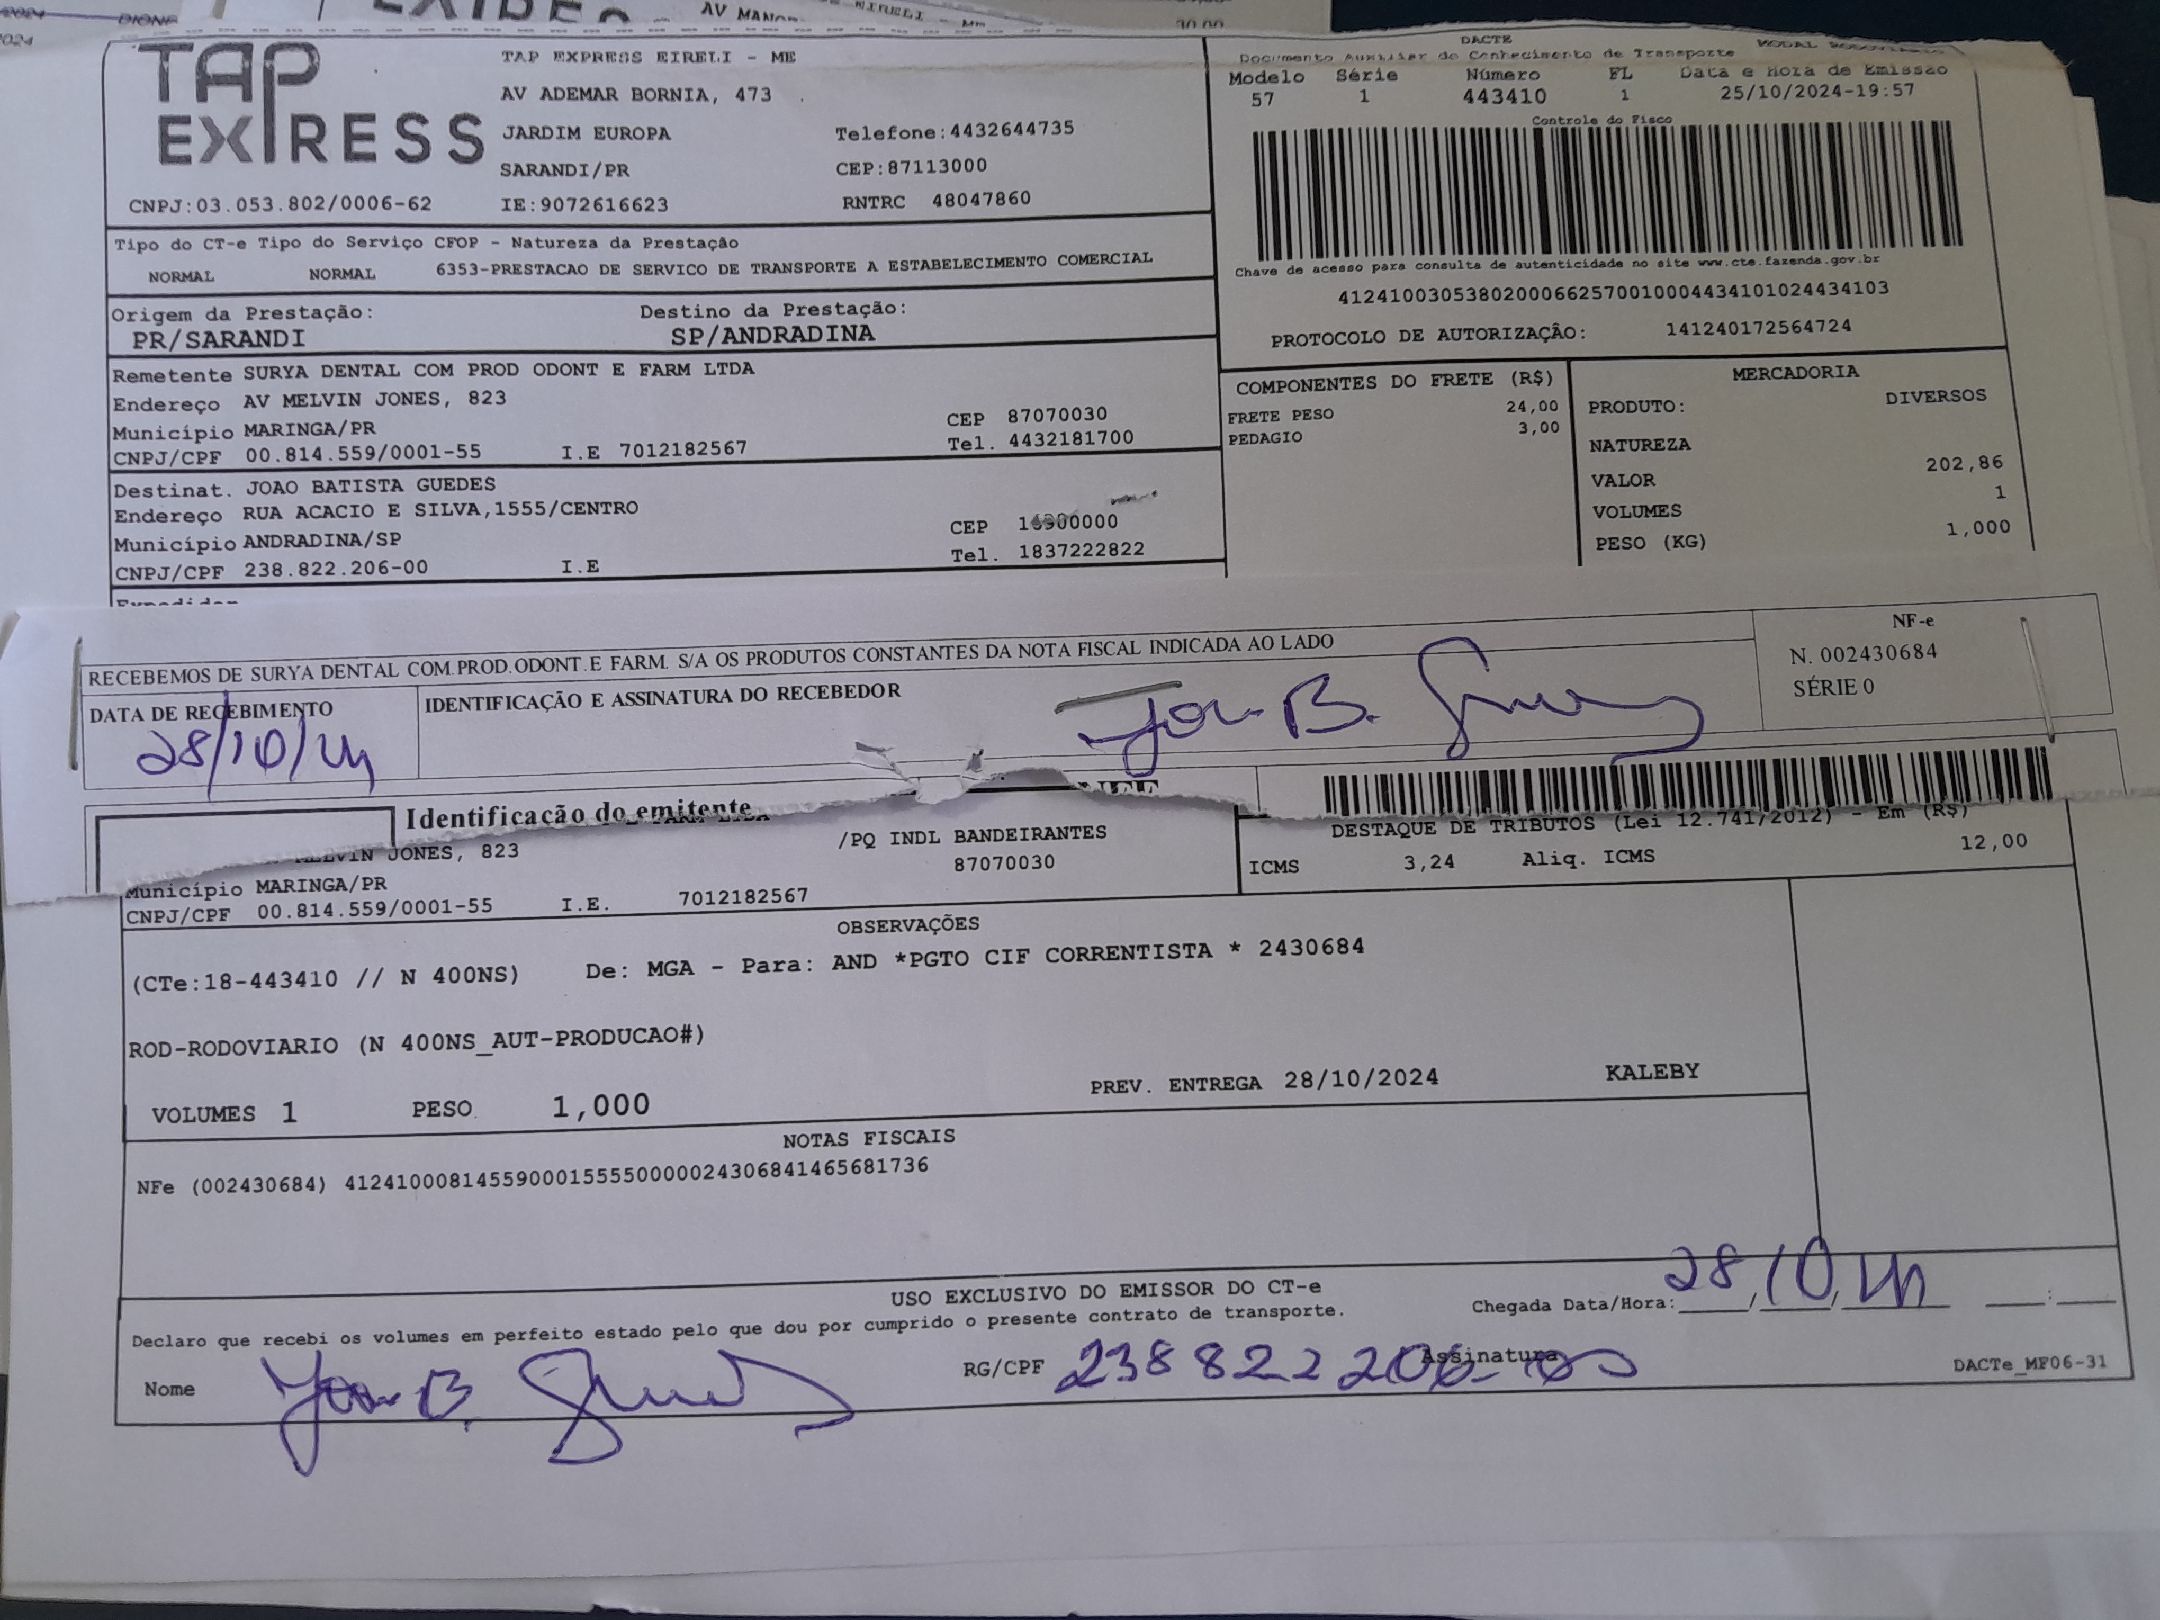 TAP EXPRESS
TAP EXPRESS EIRELI - ME
AV ADEMAR BORNIA, 473
JARDIM EUROPA Telefone:4432644735
SARANDI/PR CEP:87113000
CNPJ:03.053.802/0006-62 IE:9072616623 RNTRC 48047860
DACTE
Documento Auxiliar do Conhecimento de Transporte
Modelo Série Número FL Data e Hora de Emissão
57 1 443410 1 25/10/2024-19:57
Controle do Fisco
Chave de acesso para consulta de autenticidade no site www.cte.fazenda.gov.br
41241003053802000662570010004434101024434103
PROTOCOLO DE AUTORIZAÇÃO: 141240172564724
Tipo do CT-e Tipo do Serviço CFOP - Natureza da Prestação
NORMAL NORMAL 6353-PRESTACAO DE SERVICO DE TRANSPORTE A ESTABELECIMENTO COMERCIAL
Origem da Prestação: Destino da Prestação:
PR/SARANDI SP/ANDRADINA
Remetente SURYA DENTAL COM PROD ODONT E FARM LTDA
Endereço AV MELVIN JONES, 823
Município MARINGA/PR CEP 87070030
CNPJ/CPF 00.814.559/0001-55 I.E 7012182567 Tel. 4432181700
Destinat. JOAO BATISTA GUEDES
Endereço RUA ACACIO E SILVA,1555/CENTRO
Município ANDRADINA/SP CEP 16900000
CNPJ/CPF 238.822.206-00 I.E Tel. 1837222822
COMPONENTES DO FRETE (R$)
FRETE PESO 24,00
PEDAGIO 3,00
MERCADORIA
PRODUTO: DIVERSOS
NATUREZA
VALOR 202,86
VOLUMES 1
PESO (KG) 1,000
RECEBEMOS DE SURYA DENTAL COM.PROD.ODONT.E FARM. S/A OS PRODUTOS CONSTANTES DA NOTA FISCAL INDICADA AO LADO
DATA DE RECEBIMENTO IDENTIFICAÇÃO E ASSINATURA DO RECEBEDOR
28/10/24
NF-e
N. 002430684
SÉRIE 0
Identificação do emitente
MELVIN JONES, 823 /PQ INDL BANDEIRANTES
Município MARINGA/PR 87070030
CNPJ/CPF 00.814.559/0001-55 I.E. 7012182567
DESTAQUE DE TRIBUTOS (Lei 12.741/2012) - Em (R$)
ICMS 3,24 Aliq. ICMS 12,00
OBSERVAÇÕES
(CTe:18-443410 // N 400NS) De: MGA - Para: AND *PGTO CIF CORRENTISTA * 2430684
ROD-RODOVIARIO (N 400NS_AUT-PRODUCAO#)
VOLUMES 1 PESO 1,000 PREV. ENTREGA 28/10/2024 KALEBY
NOTAS FISCAIS
NFe (002430684) 41241000814559000155550000024306841465681736
USO EXCLUSIVO DO EMISSOR DO CT-e
Declaro que recebi os volumes em perfeito estado pelo que dou por cumprido o presente contrato de transporte.
Chegada Data/Hora: 28/10/24
Nome RG/CPF 238 822 206-00 Assinatura
DACTe_MF06-31